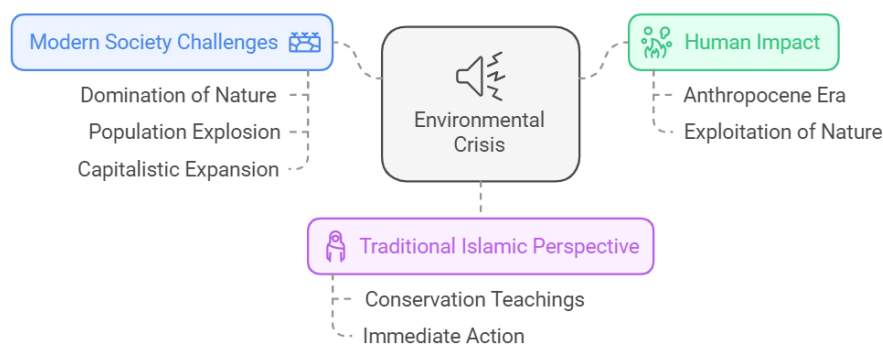 Modern Society Challenges
Domination of Nature
Population Explosion
Capitalistic Expansion
Environmental
Crisis
Human Impact
Anthropocene Era
Exploitation of Nature
Traditional Islamic Perspective
Conservation Teachings
Immediate Action